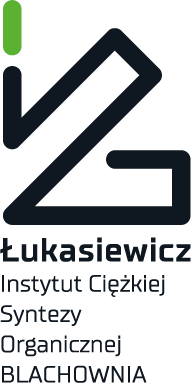 Łukasiewicz
Instytut Ciężkiej
Syntezy
Organicznej
BLACHOWNIA